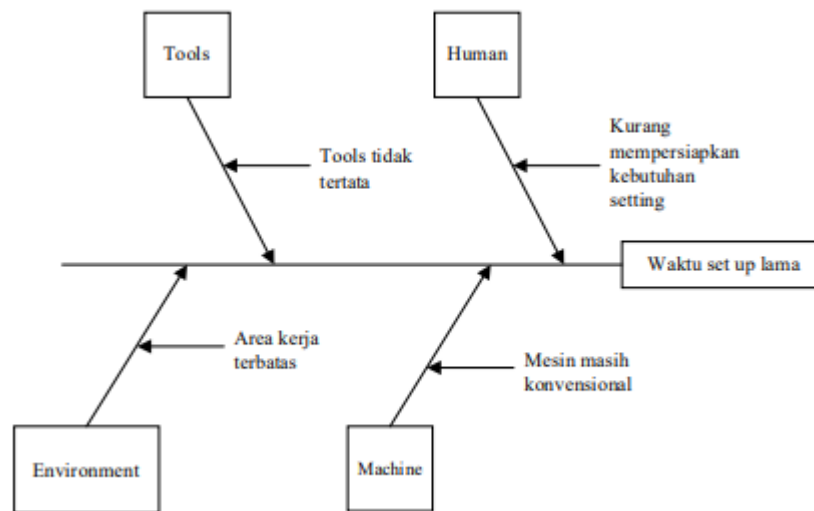 Tools
Human
Tools tidak
tertata
Kurang
mempersiapkan
kebutuhan
setting
Waktu set up lama
Area kerja
terbatas
Mesin masih
konvensional
Environment
Machine